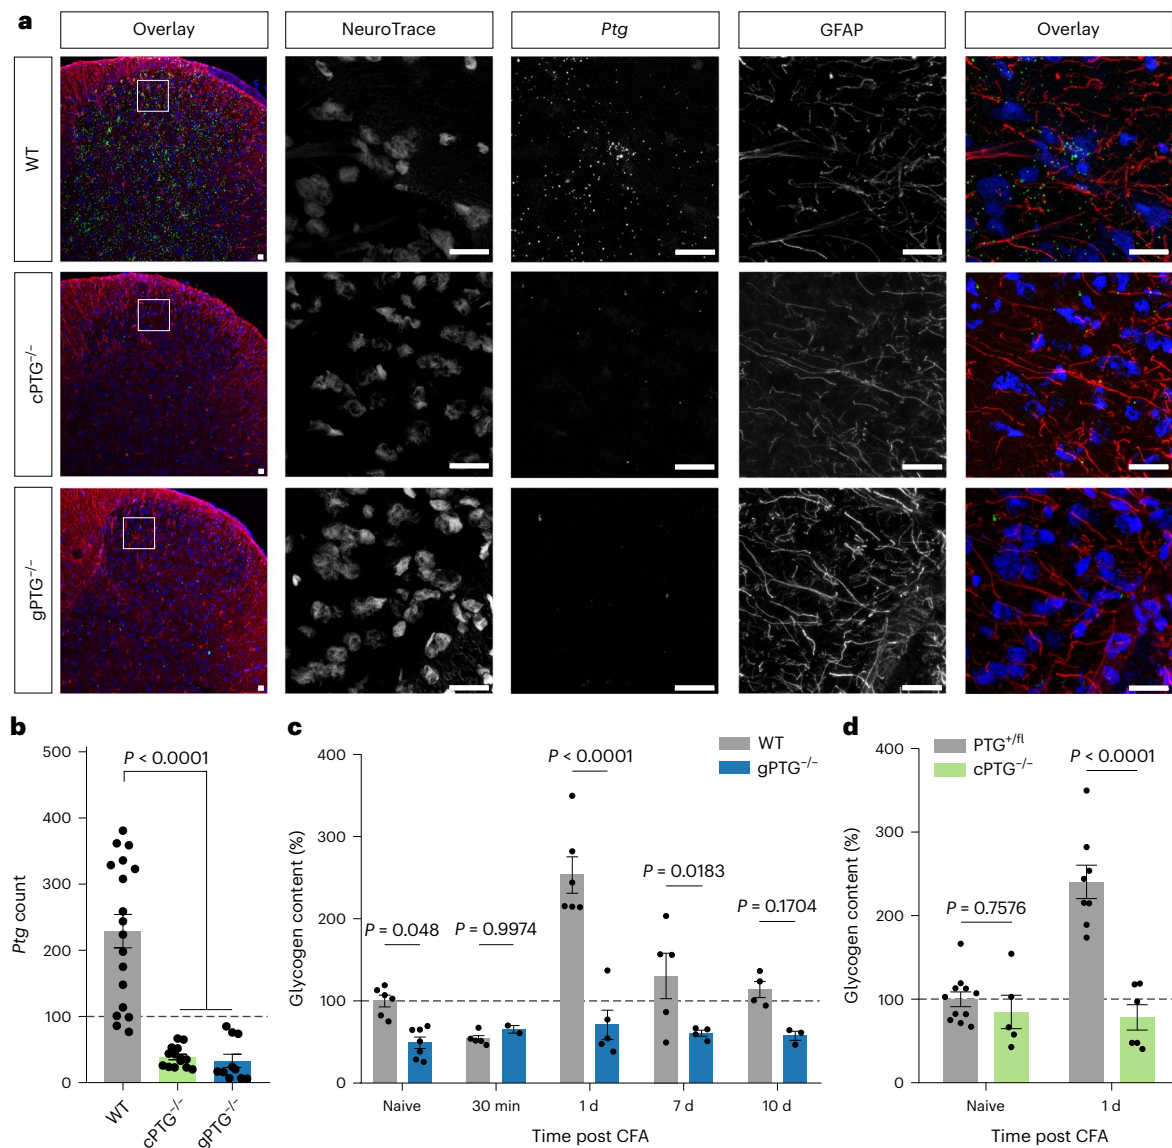 a
Overlay
NeuroTrace
Ptg
GFAP
Overlay
WT
cPTG−/−
gPTG−/−
b
Ptg count
500
400
300
200
100
0
P < 0.0001
WT
cPTG−/−
gPTG−/−
c
Glycogen content (%)
400
300
200
100
0
WT
gPTG−/−
P = 0.048
P = 0.9974
P < 0.0001
P = 0.0183
P = 0.1704
Naive
30 min
1 d
7 d
10 d
Time post CFA
d
Glycogen content (%)
400
300
200
100
0
PTG+/fl
cPTG−/−
P = 0.7576
P < 0.0001
Naive
1 d
Time post CFA